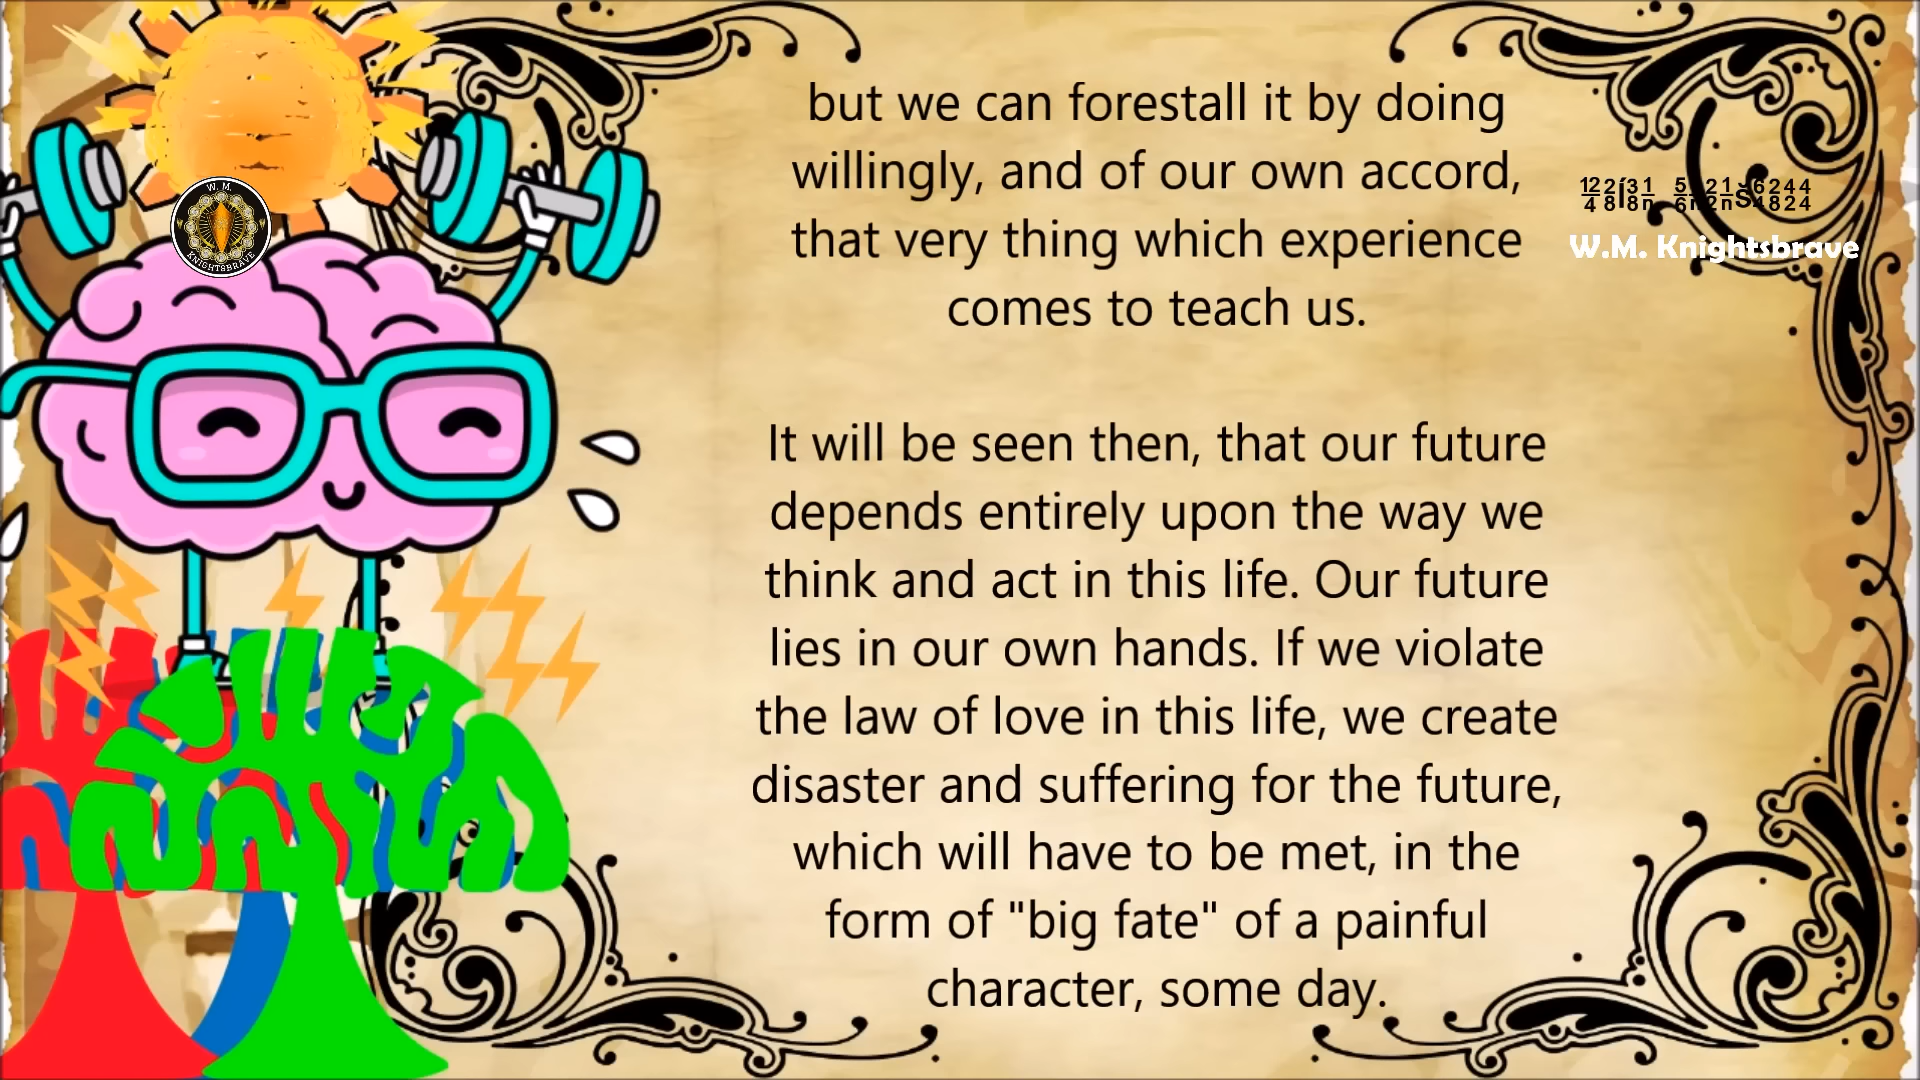 but we can forestall it by doing
willingly, and of our own accord,
that very thing which experience
comes to teach us.
It will be seen then, that our future
depends entirely upon the way we
think and act in this life. Our future
lies in our own hands. If we violate
the law of love in this life, we create
disaster and suffering for the future,
which will have to be met, in the
form of "big fate" of a painful
character, some day.
W.M. Knightsbrave
W. M.
KNIGHTSBRAVE